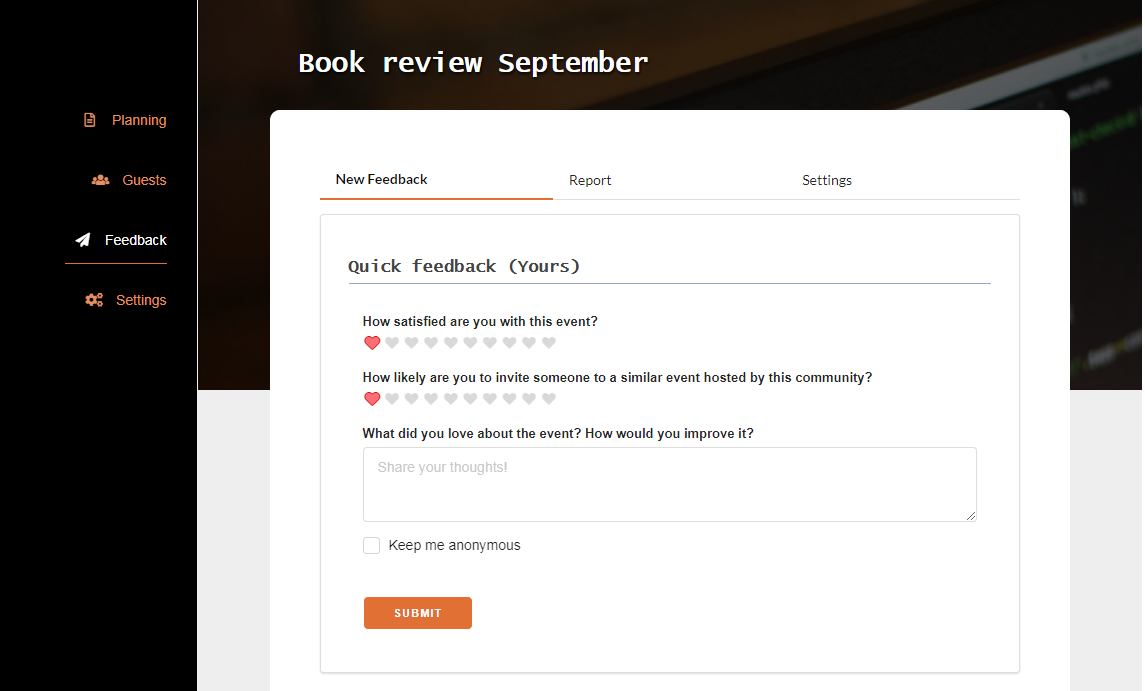 Book review September
Planning
Guests
Feedback
Settings
New Feedback
Report
Settings
Quick feedback (Yours)
How satisfied are you with this event?
How likely are you to invite someone to a similar event hosted by this community?
What did you love about the event? How would you improve it?
Share your thoughts!
Keep me anonymous
SUBMIT